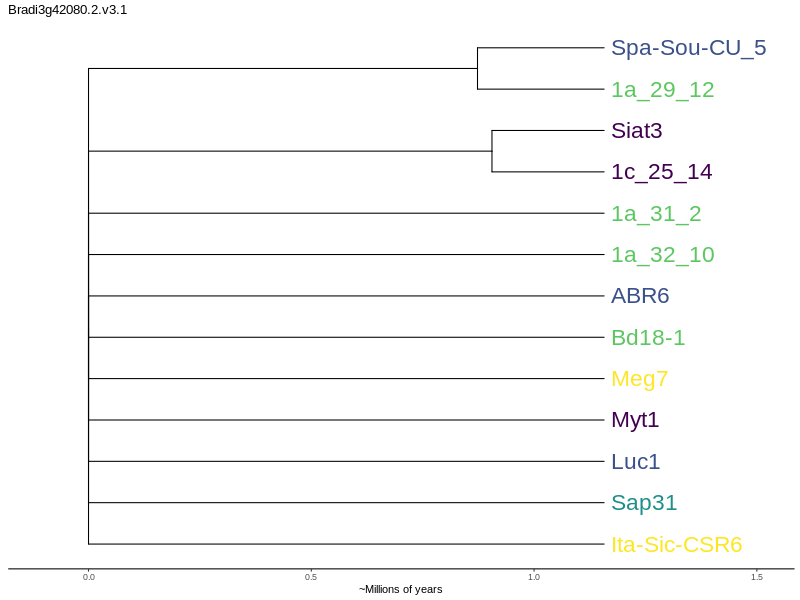 Bradi3g42080.2.v3.1
Spa-Sou-CU_5
1a_29_12
Siat3
1c_25_14
1a_31_2
1a_32_10
ABR6
Bd18-1
Meg7
Myt1
Luc1
Sap31
Ita-Sic-CSR6
0.0 0.5 1.0 1.5
~Millions of years